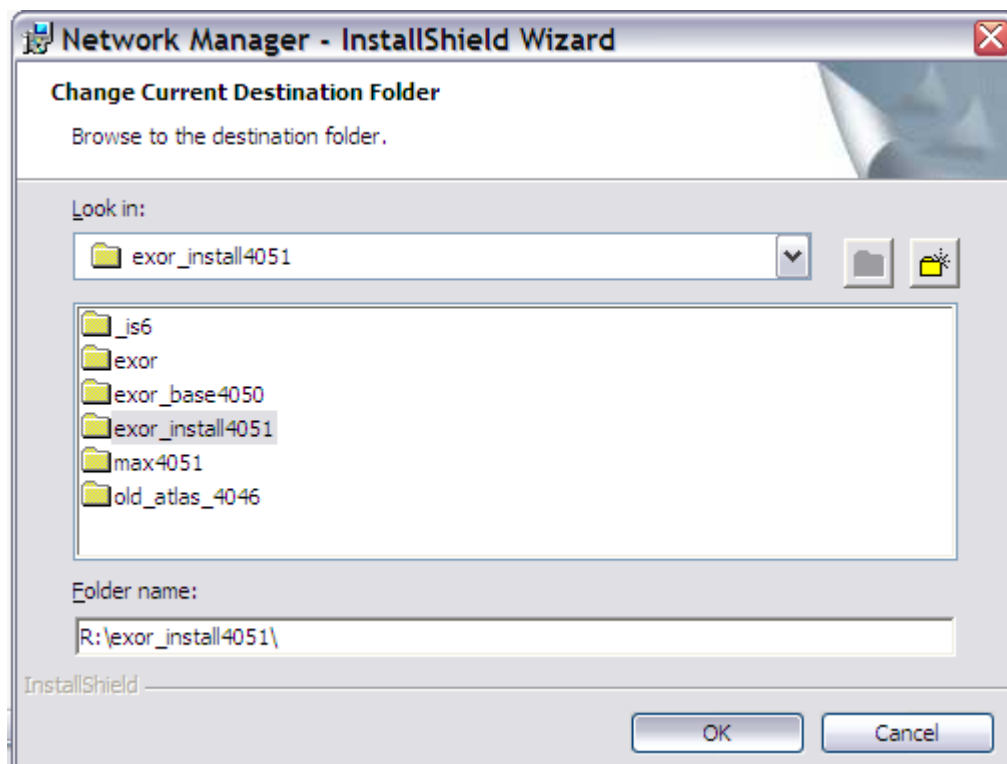 Network Manager - InstallShield Wizard
Change Current Destination Folder
Browse to the destination folder.
Look in:
exor_install4051
_is6
exor
exor_base4050
exor_install4051
max4051
old_atlas_4046
Folder name:
R:\exor_install4051\
InstallShield
OK Cancel